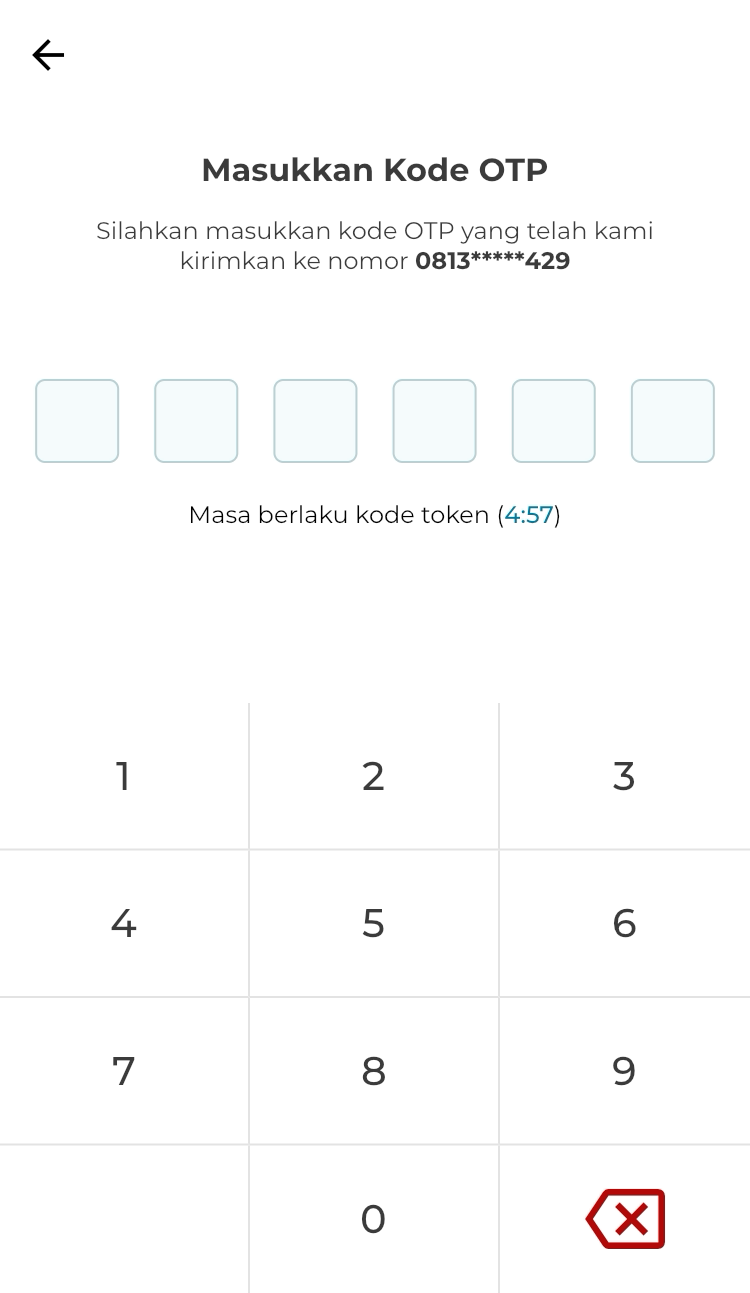 Masukkan Kode OTP
Silahkan masukkan kode OTP yang telah kami
kirimkan ke nomor 0813*****429
Masa berlaku kode token (4:57)
1 2 3
4 5 6
7 8 9
0